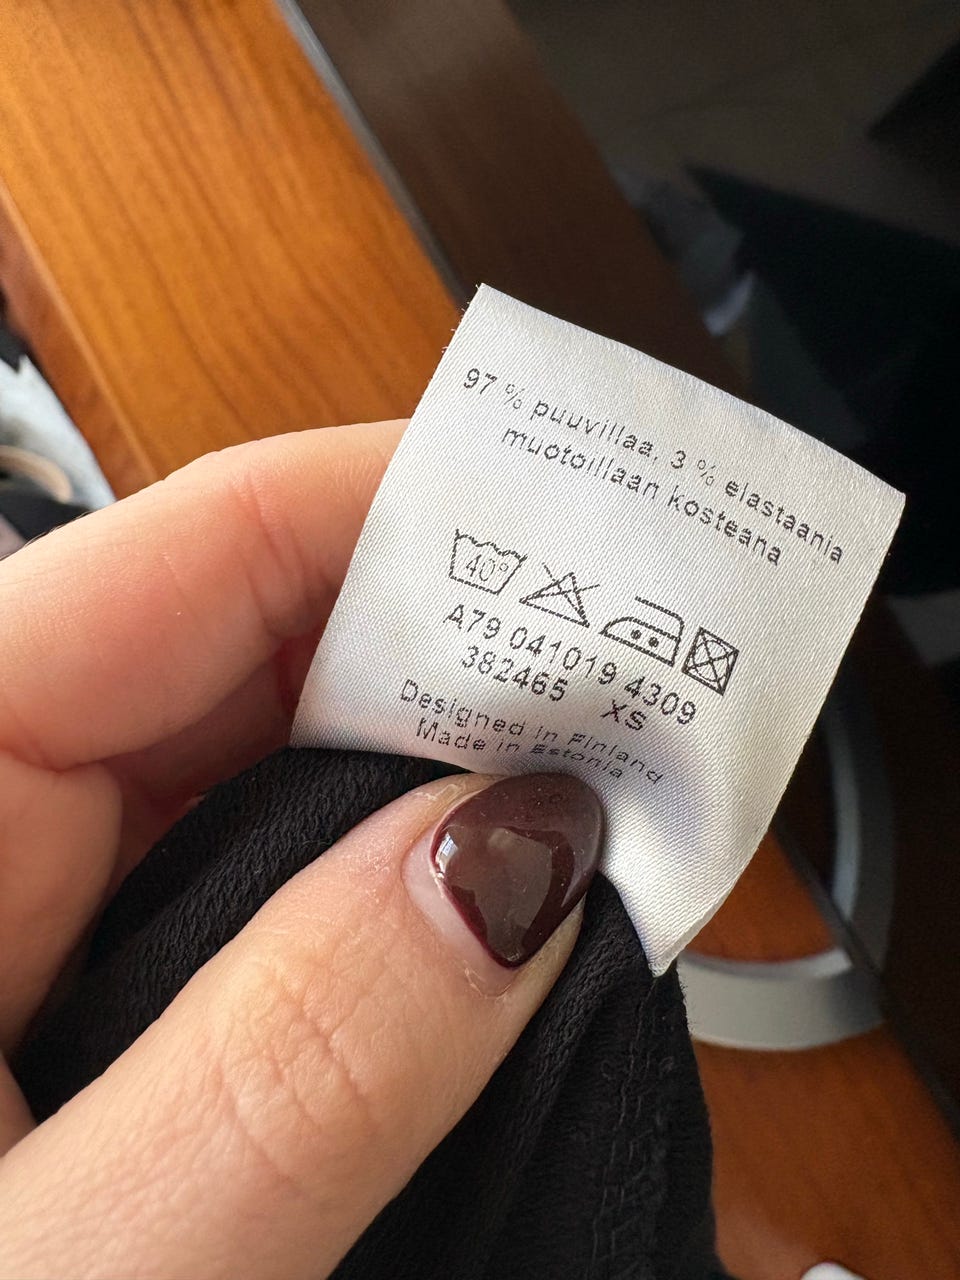 97 % puuvillaa, 3 % elastaania
muotoillaan kosteana
40°
A79 041019 4309
382465 XS
Designed in Finland
Made in Estonia